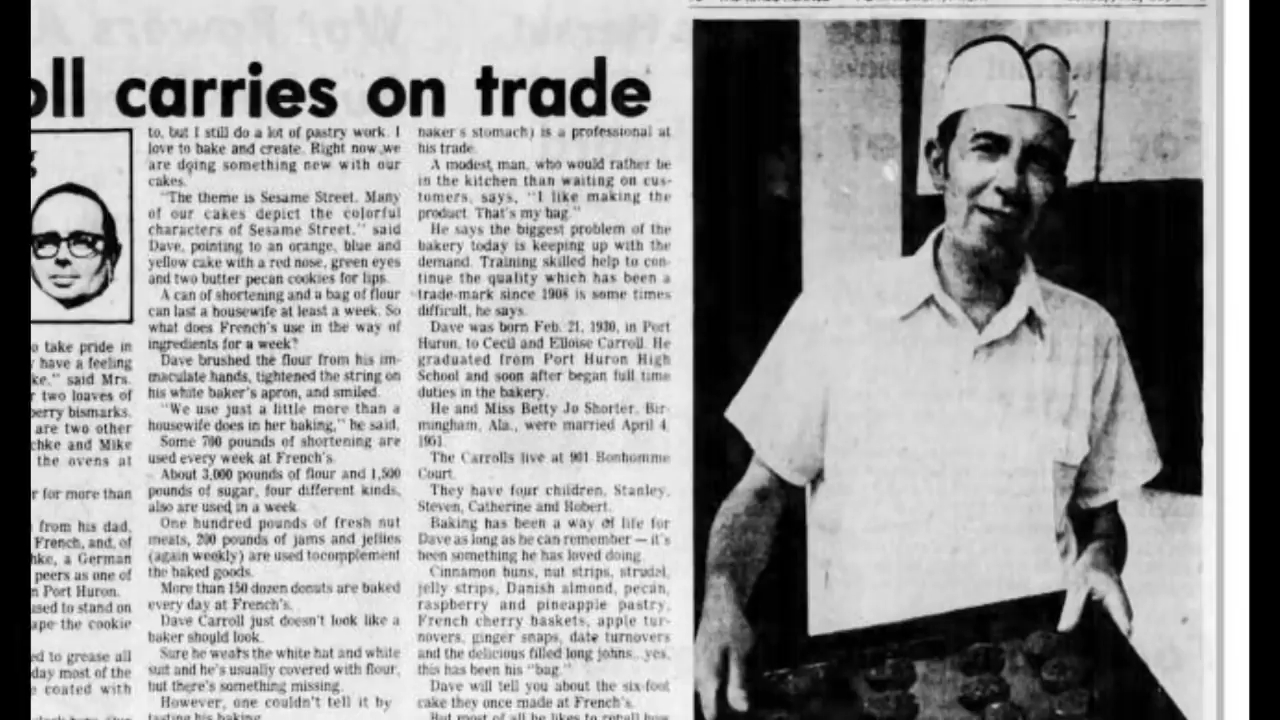 oll carries on trade
o take pride in
have a feeling
ke," said Mrs.
r two loaves of
berry bismarks.
are two other
chke and Mike
the ovens at
r for more than
from his dad,
French, and, of
hke, a German
peers as one of
n Port Huron.
used to stand on
ape the cookie
ed to grease all
day most of the
e coated with
to, but I still do a lot of pastry work. I
love to bake and create. Right now we
are doing something new with our
cakes.
"The theme is Sesame Street. Many
of our cakes depict the colorful
characters of Sesame Street," said
Dave, pointing to an orange, blue and
yellow cake with a red nose, green eyes
and two butter pecan cookies for lips.
A can of shortening and a bag of flour
can last a housewife at least a week. So
what does French's use in the way of
ingredients for a week?
Dave brushed the flour from his im-
maculate hands, tightened the string on
his white baker's apron, and smiled.
"We use just a little more than a
housewife does in her baking," he said.
Some 700 pounds of shortening are
used every week at French's.
About 3,000 pounds of flour and 1,500
pounds of sugar, four different kinds,
also are used in a week.
One hundred pounds of fresh nut
meats, 200 pounds of jams and jellies
(again weekly) are used tocomplement
the baked goods.
More than 150 dozen donuts are baked
every day at French's.
Dave Carroll just doesn't look like a
baker should look.
Sure he wears the white hat and white
suit and he's usually covered with flour,
but there's something missing.
However, one couldn't tell it by
tasting his baking.
baker's stomach) is a professional at
his trade.
A modest man, who would rather be
in the kitchen than waiting on cus-
tomers, says, "I like making the
product. That's my bag."
He says the biggest problem of the
bakery today is keeping up with the
demand. Training skilled help to con-
tinue the quality which has been a
trade-mark since 1908 is some times
difficult, he says.
Dave was born Feb. 21, 1930, in Port
Huron, to Cecil and Elloise Carroll. He
graduated from Port Huron High
School and soon after began full time
duties in the bakery.
He and Miss Betty Jo Shorter, Bir-
mingham, Ala., were married April 4,
1951.
The Carrolls live at 901 Bonhomme
Court.
They have four children, Stanley,
Steven, Catherine and Robert.
Baking has been a way of life for
Dave as long as he can remember — it's
been something he has loved doing.
Cinnamon buns, nut strips, strudel,
jelly strips, Danish almond, pecan,
raspberry and pineapple pastry,
French cherry baskets, apple tur-
novers, ginger snaps, date turnovers
and the delicious filled long johns...yes,
this has been his "bag."
Dave will tell you about the six-foot
cake they once made at French's.
But most of all he likes to recall how